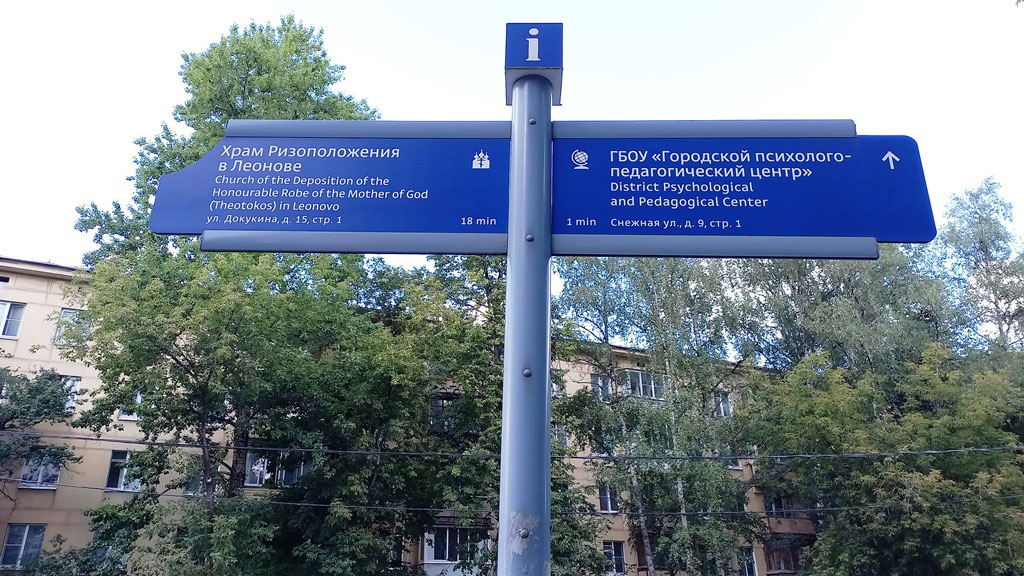 i
Храм Ризоположения
в Леонове
Church of the Deposition of the
Honourable Robe of the Mother of God
(Theotokos) in Leonovo
ул. Докукина, д. 15, стр. 1
18 min
ГБОУ «Городской психолого-
педагогический центр»
District Psychological
and Pedagogical Center
1 min Снежная ул., д. 9, стр. 1